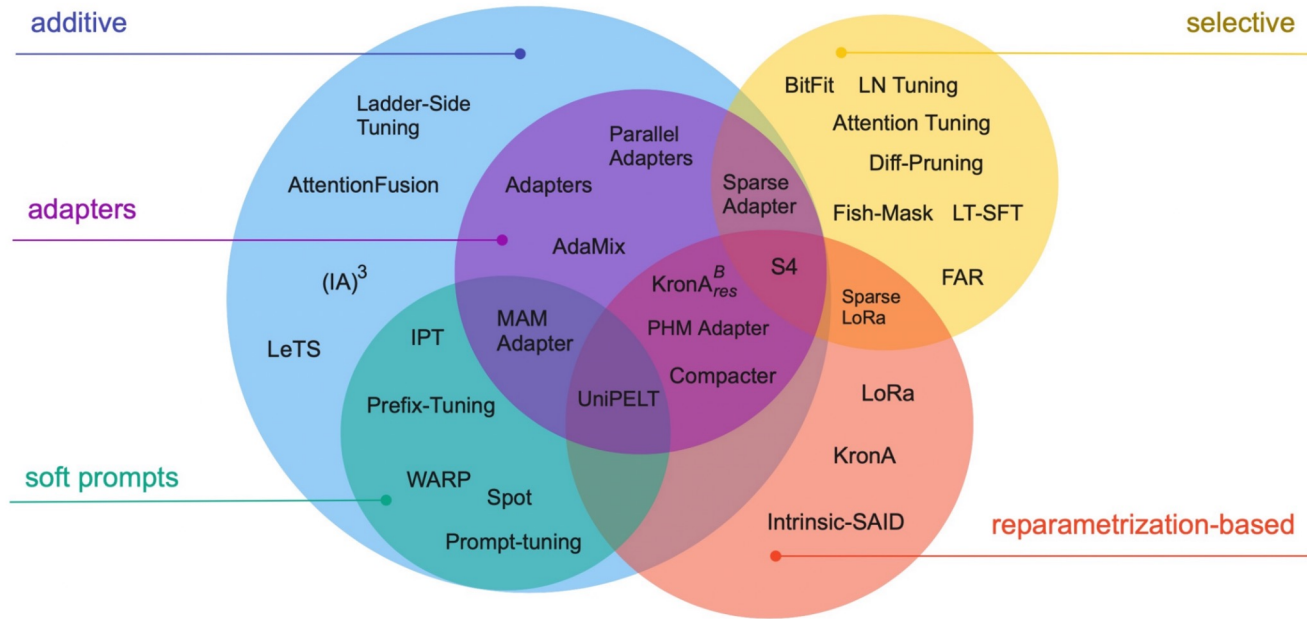 additive
selective
BitFit LN Tuning
Ladder-Side
Tuning
Attention Tuning
Parallel
Adapters
Diff-Pruning
AttentionFusion
Adapters
Sparse
Adapter
adapters
Fish-Mask LT-SFT
AdaMix
(IA)³
KronA^B_res
S4
FAR
Sparse
LoRa
IPT
MAM
Adapter
PHM Adapter
LeTS
Compacter
Prefix-Tuning
UniPELT
LoRa
KronA
soft prompts
WARP
Spot
Intrinsic-SAID
reparametrization-based
Prompt-tuning